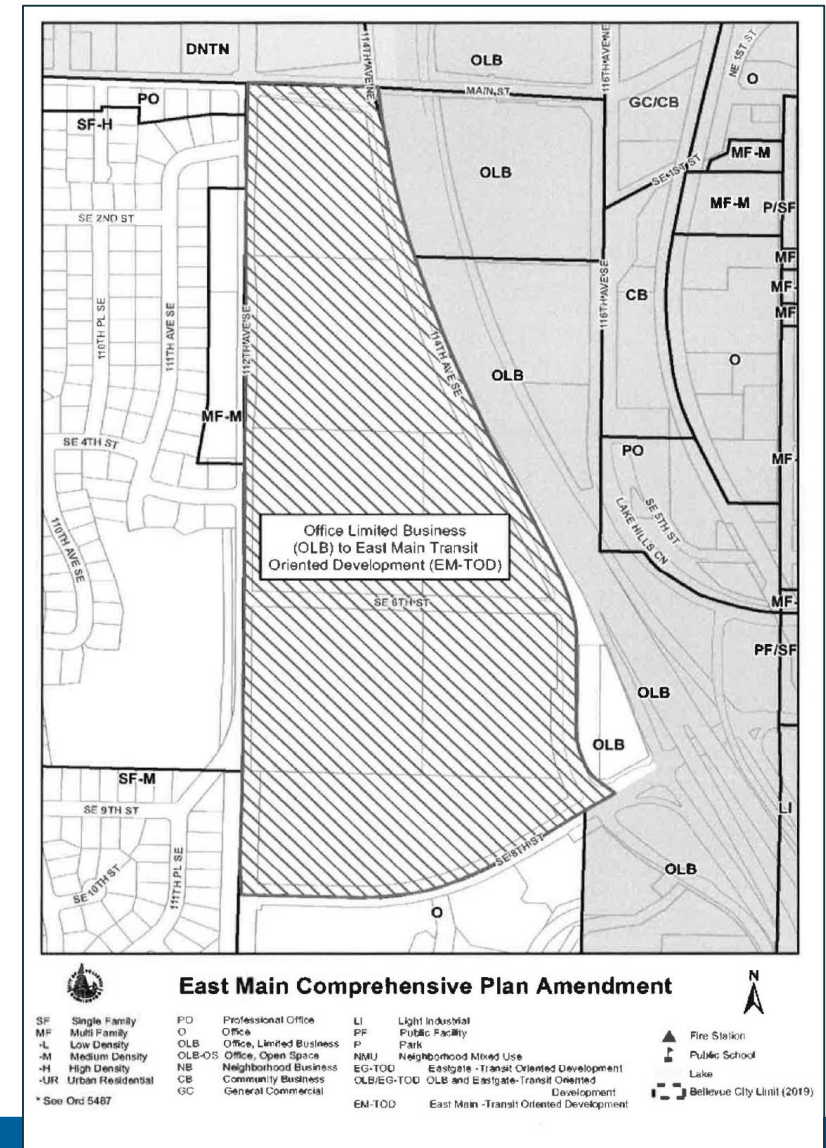 DNTN
114TH AVE NE
OLB
116TH AVE NE
NE 1ST ST
O
PO
MAIN ST
GC/CB
SF-H
MF-M
SE 1ST ST
OLB
MF-M
P/SF
SE 2ND ST
MF
MF-
MF
110TH PL SE
111TH AVE SE
112TH AVE SE
114TH AVE SE
116TH AVE SE
CB
OLB
O
MF-M
SE 4TH ST
PO
MF-
SE 5TH ST
LAKE HILLS CN
110TH AVE SE
Office Limited Business
(OLB) to East Main Transit
Oriented Development (EM-TOD)
SE 6TH ST
MF-
PF/SF
OLB
OLB
SF-M
SE 9TH ST
LI
SE 8TH ST
SE 10TH ST
111TH PL SE
OLB
O
East Main Comprehensive Plan Amendment
N
SF Single Family
MF Multi Family
-L Low Density
-M Medium Density
-H High Density
-UR Urban Residential
* See Ord 5487
PO Professional Office
O Office
OLB Office, Limited Business
OLB-OS Office, Open Space
NB Neighborhood Business
CB Community Business
GC General Commercial
LI Light Industrial
PF Public Facility
P Park
NMU Neighborhood Mixed Use
EG-TOD Eastgate -Transit Oriented Development
OLB/EG-TOD OLB and Eastgate-Transit Oriented
Development
EM-TOD East Main -Transit Oriented Development
Fire Station
Public School
Lake
Bellevue City Limit (2019)